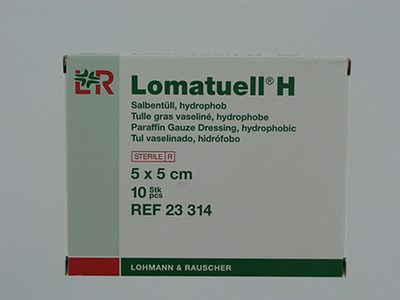 L&R
Lomatuell® H
Salbentüll, hydrophob
Tulle gras vaseliné, hydrophobe
Paraffin Gauze Dressing, hydrophobic
Tul vaselinado, hidrófobo
STERILE R
5 x 5 cm
10 Stk pcs
REF 23 314
LOHMANN & RAUSCHER